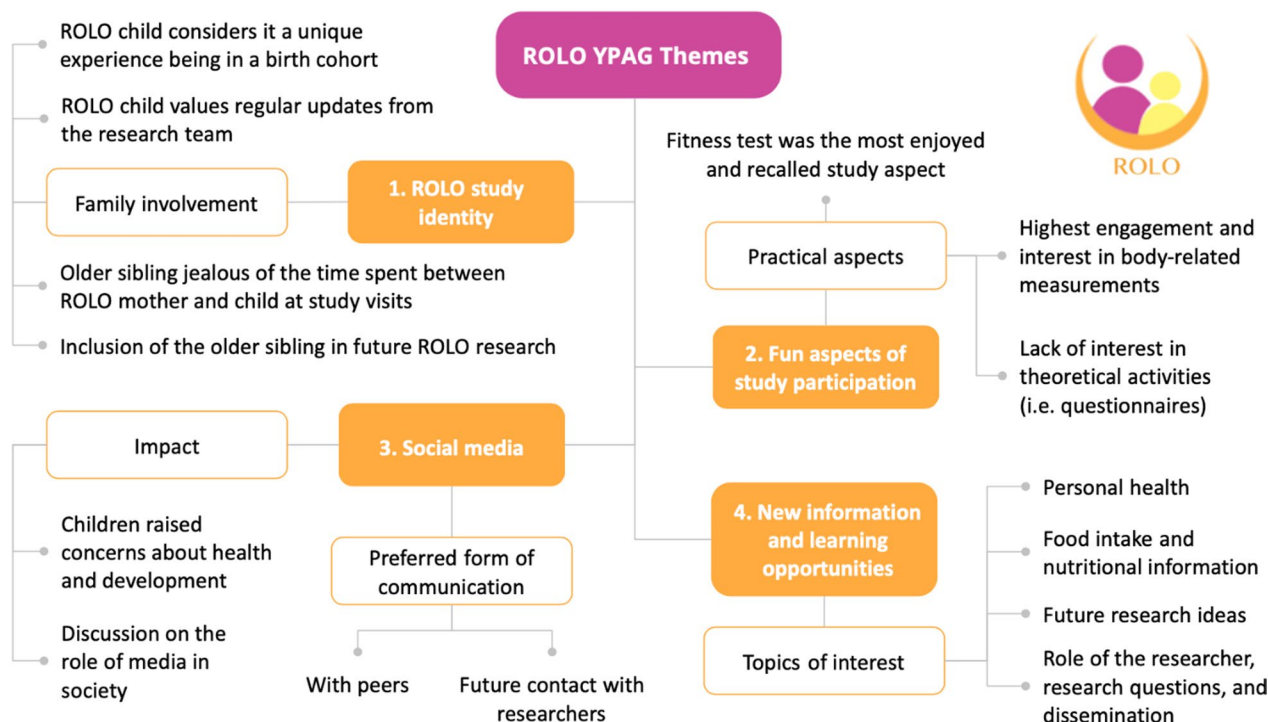 ROLO YPAG Themes
ROLO
ROLO child considers it a unique
experience being in a birth cohort
ROLO child values regular updates from
the research team
Family involvement
1. ROLO study
identity
Older sibling jealous of the time spent between
ROLO mother and child at study visits
Inclusion of the older sibling in future ROLO research
Fitness test was the most enjoyed
and recalled study aspect
Practical aspects
Highest engagement and
interest in body-related
measurements
2. Fun aspects of
study participation
Lack of interest in
theoretical activities
(i.e. questionnaires)
Impact
3. Social media
Children raised
concerns about health
and development
Discussion on the
role of media in
society
Preferred form of
communication
With peers
Future contact with
researchers
4. New information
and learning
opportunities
Topics of interest
Personal health
Food intake and
nutritional information
Future research ideas
Role of the researcher,
research questions, and
dissemination